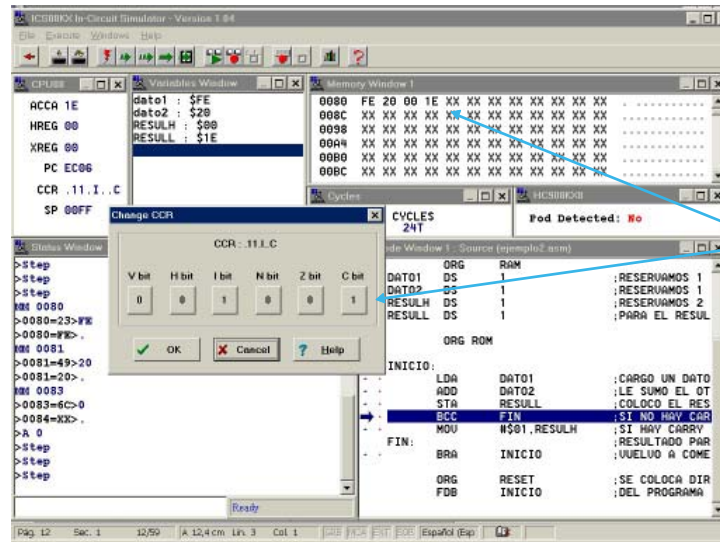 ICS08KX In-Circuit Simulator - Version 1.04
File Execute Windows Help
CPU08
ACCA 1E
HREG 00
XREG 00
PC EC06
CCR .11.I..C
SP 00FF
Variables Window
dato1 : $FE
dato2 : $20
RESULH : $00
RESULL : $1E
Memory Window 1
0080 FE 20 00 1E XX XX XX XX XX XX XX XX . ...........
008C XX XX XX XX XX XX XX XX XX XX XX XX ............
0098 XX XX XX XX XX XX XX XX XX XX XX XX ............
00A4 XX XX XX XX XX XX XX XX XX XX XX XX ............
00B0 XX XX XX XX XX XX XX XX XX XX XX XX ............
00BC XX XX XX XX XX XX XX XX XX XX XX XX ............
Cycles
CYCLES
24T
Pod Detected: No
Change CCR
CCR : .11.I..C
V bit H bit I bit N bit Z bit C bit
0 0 1 0 0 1
OK Cancel Help
Status Window
>Step
>Step
>Step
MM 0080
>0080=23>FE
>0080=FE>.
MM 0081
>0081=49>20
>0081=20>.
MM 0083
>0083=6C>0
>0084=XX>.
>A 0
>Step
>Step
>Step
Ready
Code Window 1 : Source (ejemplo2.asm)
ORG RAM
DATO1 DS 1 ;RESERVAMOS 1
DATO2 DS 1 ;RESERVAMOS 1
RESULH DS 1 ;RESERVAMOS 2
RESULL DS 1 ;PARA EL RESUL
ORG ROM
INICIO:
LDA DATO1 ;CARGO UN DATO
ADD DATO2 ;LE SUMO EL OT
STA RESULL ;COLOCO EL RES
BCC FIN ;SI NO HAY CAR
MOV #$01,RESULH ;SI HAY CARRY
FIN: ;RESULTADO PAR
BRA INICIO ;VUELVO A COME
ORG RESET ;SE COLOCA DIR
FDB INICIO ;DEL PROGRAMA
Pág. 12 Sec. 1 12/59 A 12,4 cm Lín. 3 Col. 1 GRB MCA EXT SOB Español (Esp